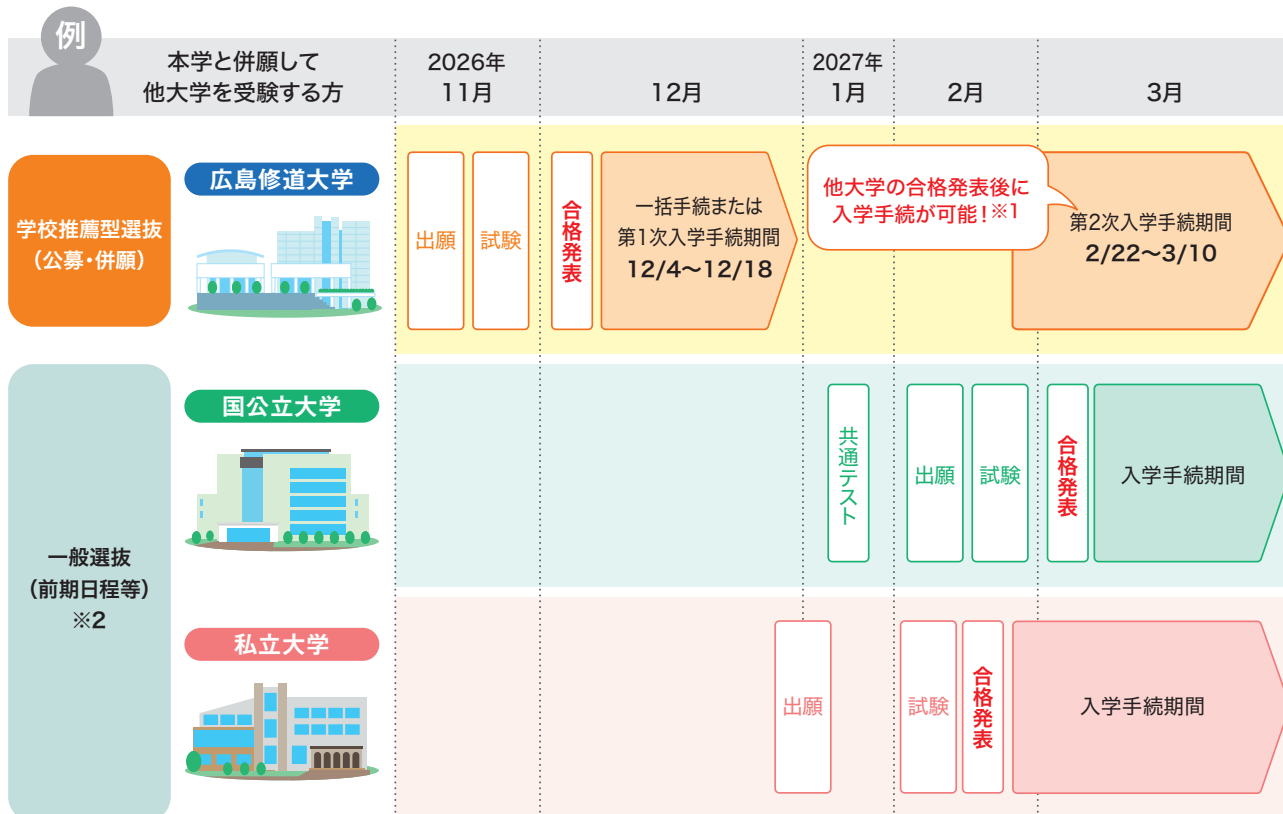 例
本学と併願して
他大学を受験する方
2026年
11月
12月
2027年
1月
2月
3月
学校推薦型選抜
(公募・併願)
広島修道大学
出願
試験
合格発表
一括手続または
第1次入学手続期間
12/4〜12/18
他大学の合格発表後に
入学手続が可能!※1
第2次入学手続期間
2/22〜3/10
一般選抜
(前期日程等)
※2
国公立大学
共通テスト
出願
試験
合格発表
入学手続期間
私立大学
出願
試験
合格発表
入学手続期間